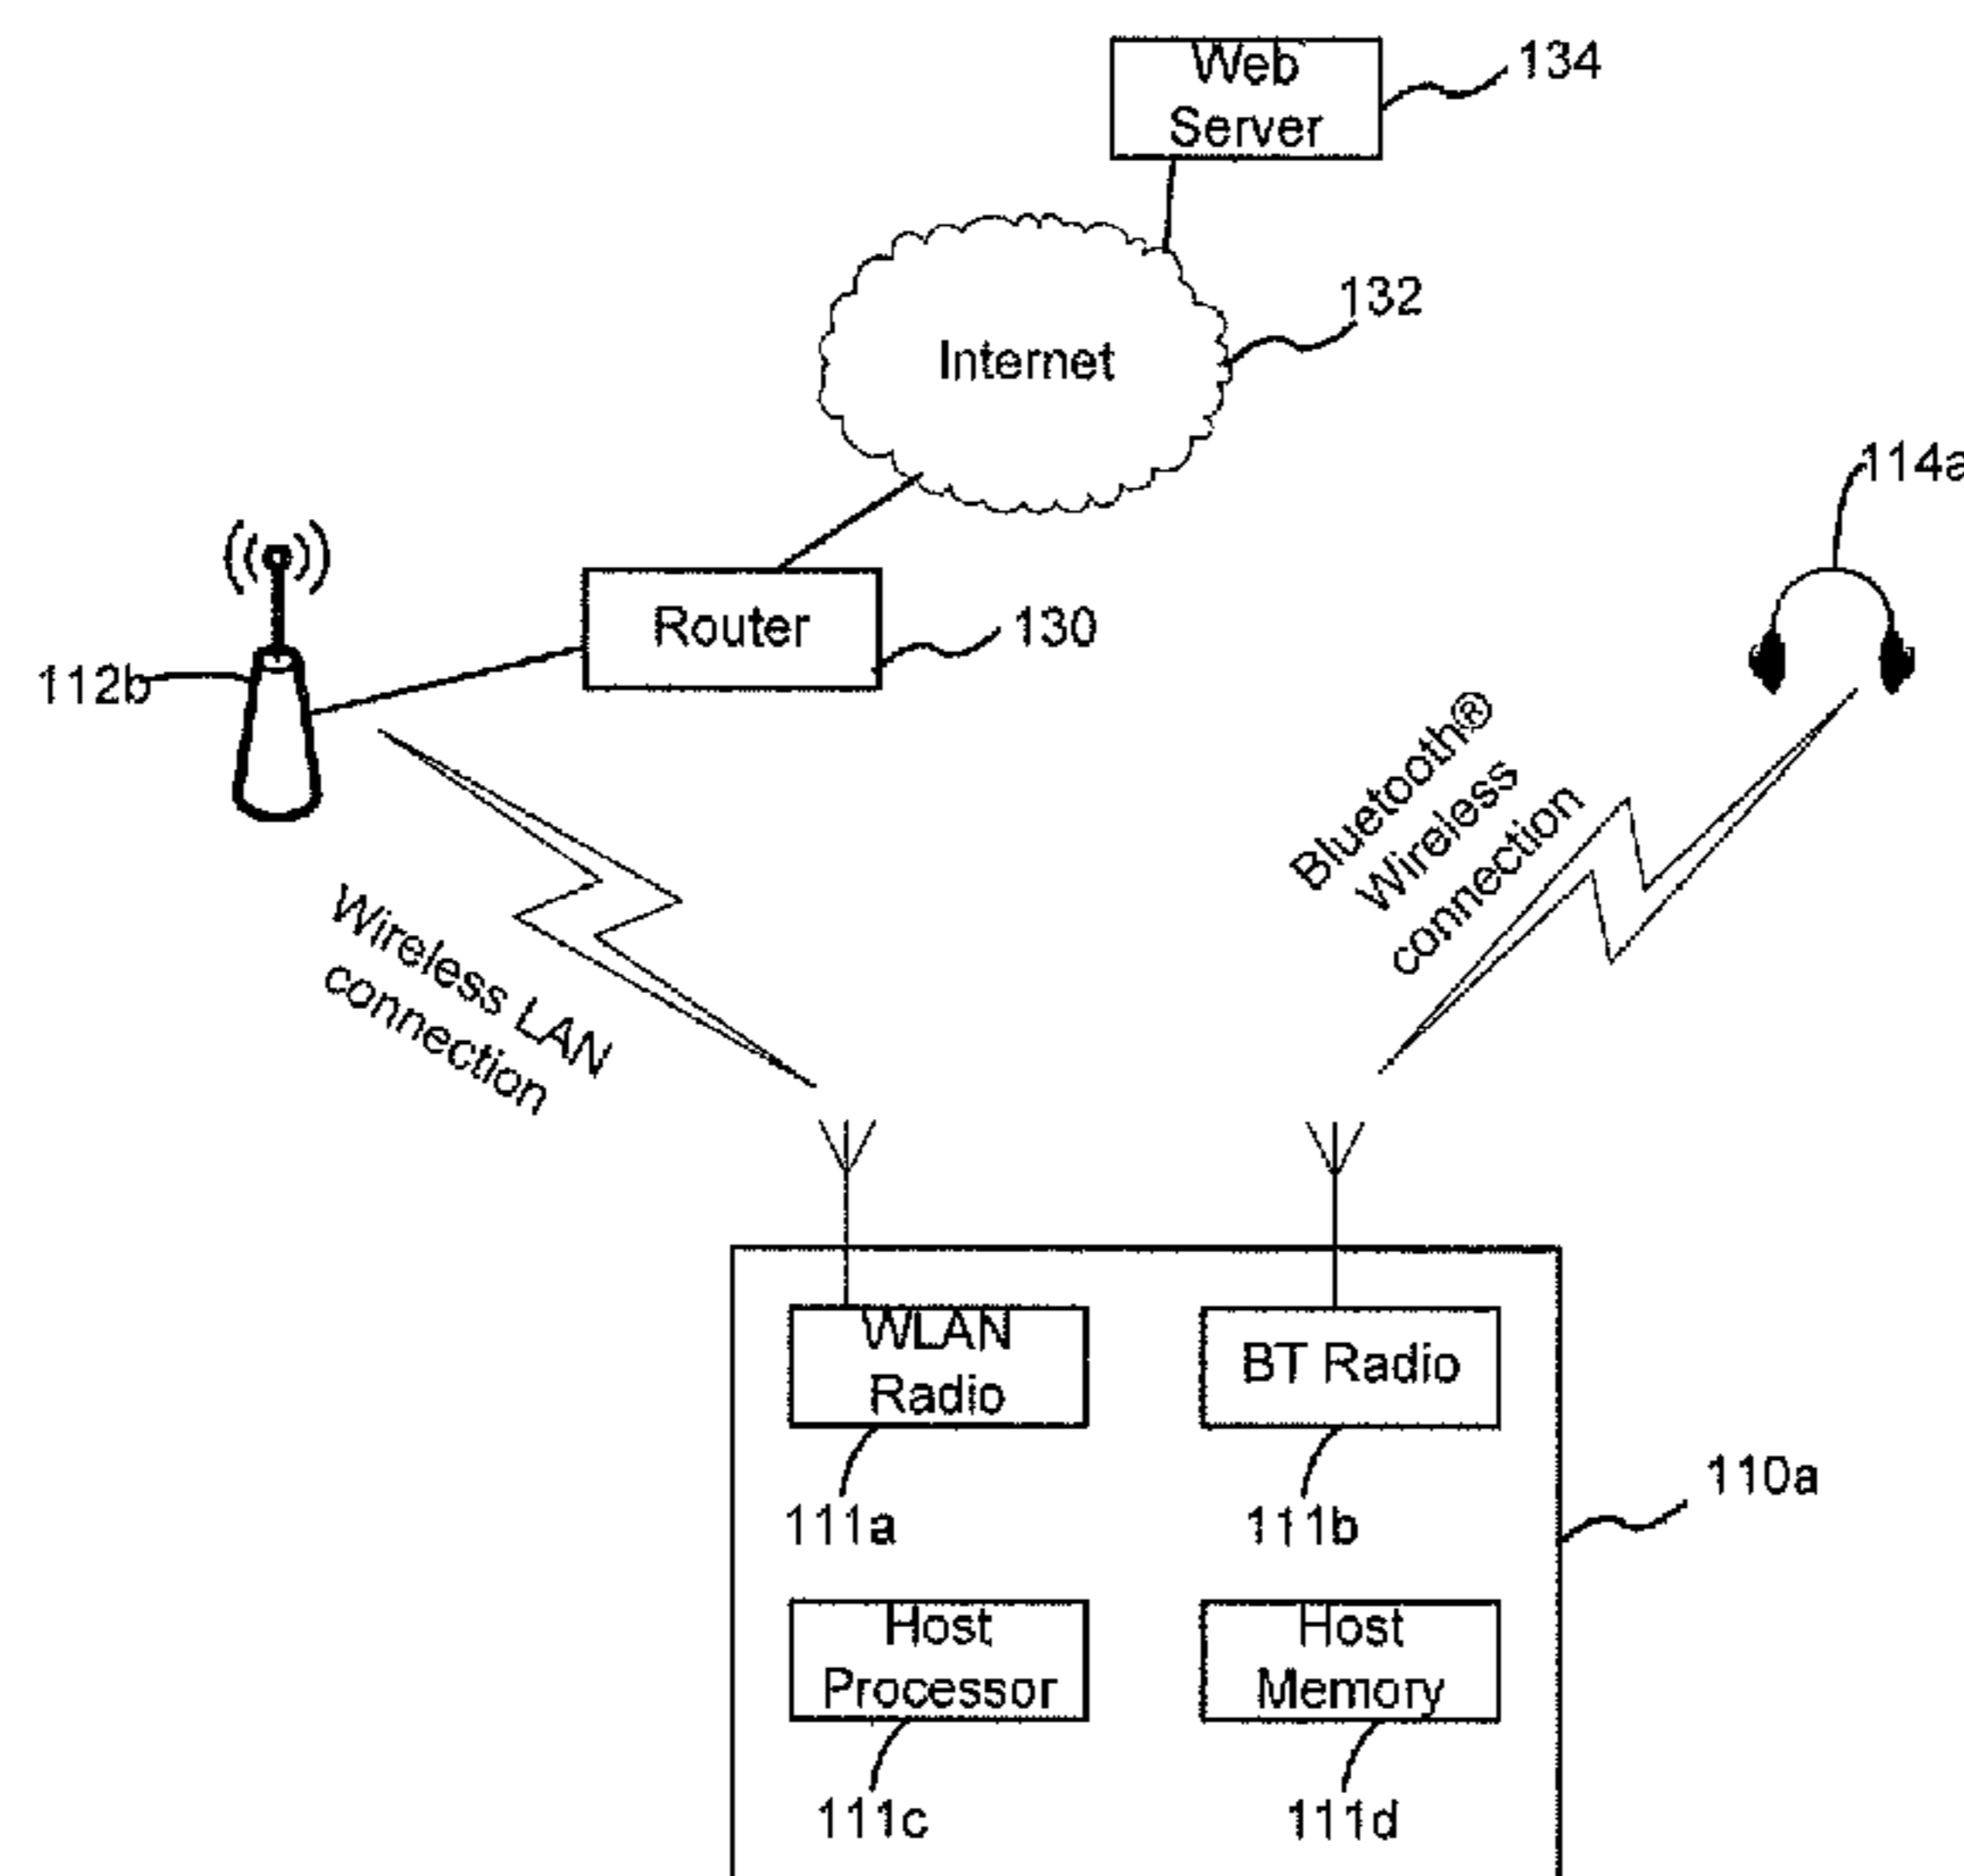 Web
Server
134
Internet
132
114a
Router
130
112b
Bluetooth®
Wireless
connection
Wireless LAN
connection
WLAN
Radio
BT Radio
111a
111b
110a
Host
Processor
Host
Memory
111c
111d